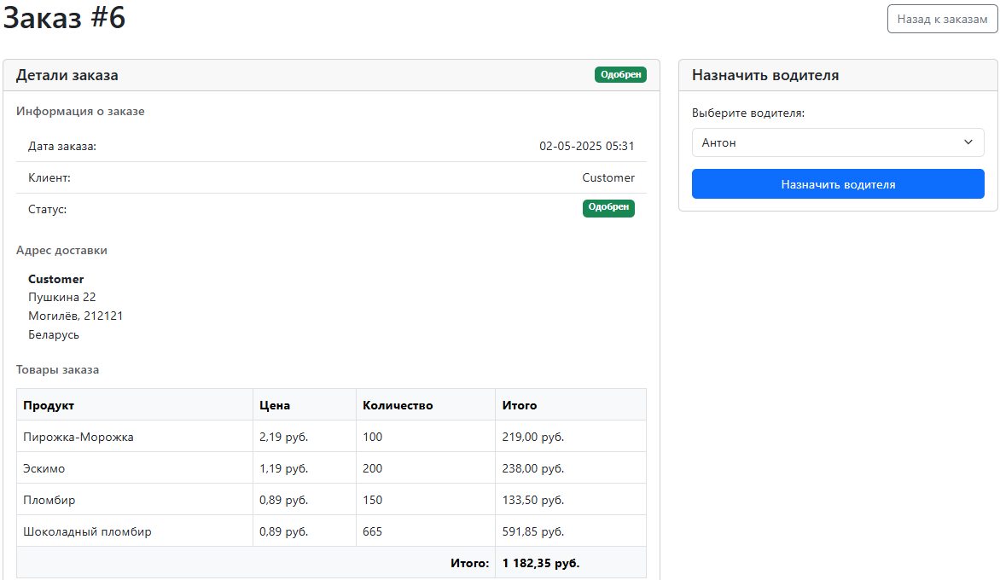 Заказ #6
Назад к заказам
Детали заказа Одобрен
Информация о заказе
Дата заказа: 02-05-2025 05:31
Клиент: Customer
Статус: Одобрен
Адрес доставки
Customer
Пушкина 22
Могилёв, 212121
Беларусь
Товары заказа
Продукт Цена Количество Итого
Пирожка-Морожка 2,19 руб. 100 219,00 руб.
Эскимо 1,19 руб. 200 238,00 руб.
Пломбир 0,89 руб. 150 133,50 руб.
Шоколадный пломбир 0,89 руб. 665 591,85 руб.
Итого: 1 182,35 руб.
Назначить водителя
Выберите водителя:
Антон
Назначить водителя